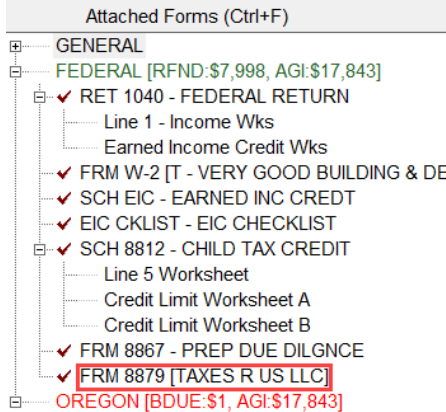 Attached Forms (Ctrl+F)
GENERAL
FEDERAL [RFND:$7,998, AGI:$17,843]
RET 1040 - FEDERAL RETURN
Line 1 - Income Wks
Earned Income Credit Wks
FRM W-2 [T - VERY GOOD BUILDING & DE
SCH EIC - EARNED INC CREDT
EIC CKLIST - EIC CHECKLIST
SCH 8812 - CHILD TAX CREDIT
Line 5 Worksheet
Credit Limit Worksheet A
Credit Limit Worksheet B
FRM 8867 - PREP DUE DILGNCE
FRM 8879 [TAXES R US LLC]
OREGON [BDUE:$1, AGI:$17,843]